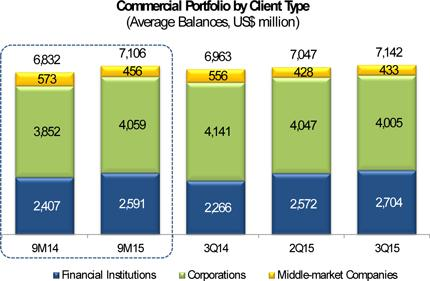 Commercial Portfolio by Client Type
(Average Balances, US$ million)
6,832 7,106 6,963 7,047 7,142
573 456 556 428 433
3,852 4,059 4,141 4,047 4,005
2,407 2,591 2,266 2,572 2,704
9M14 9M15 3Q14 2Q15 3Q15
Financial Institutions Corporations Middle-market Companies